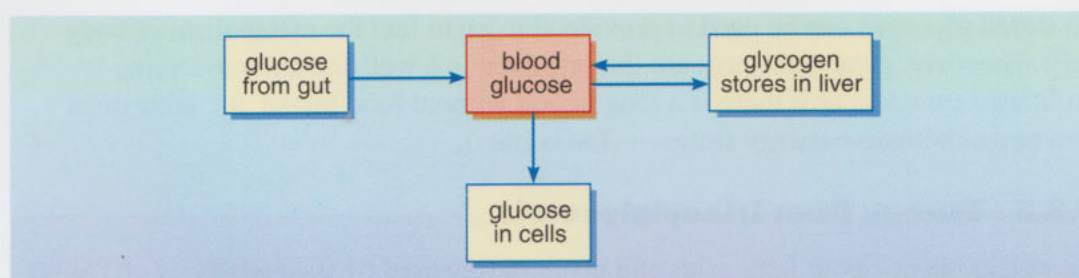 glucose
from gut
blood
glucose
glycogen
stores in liver
glucose
in cells